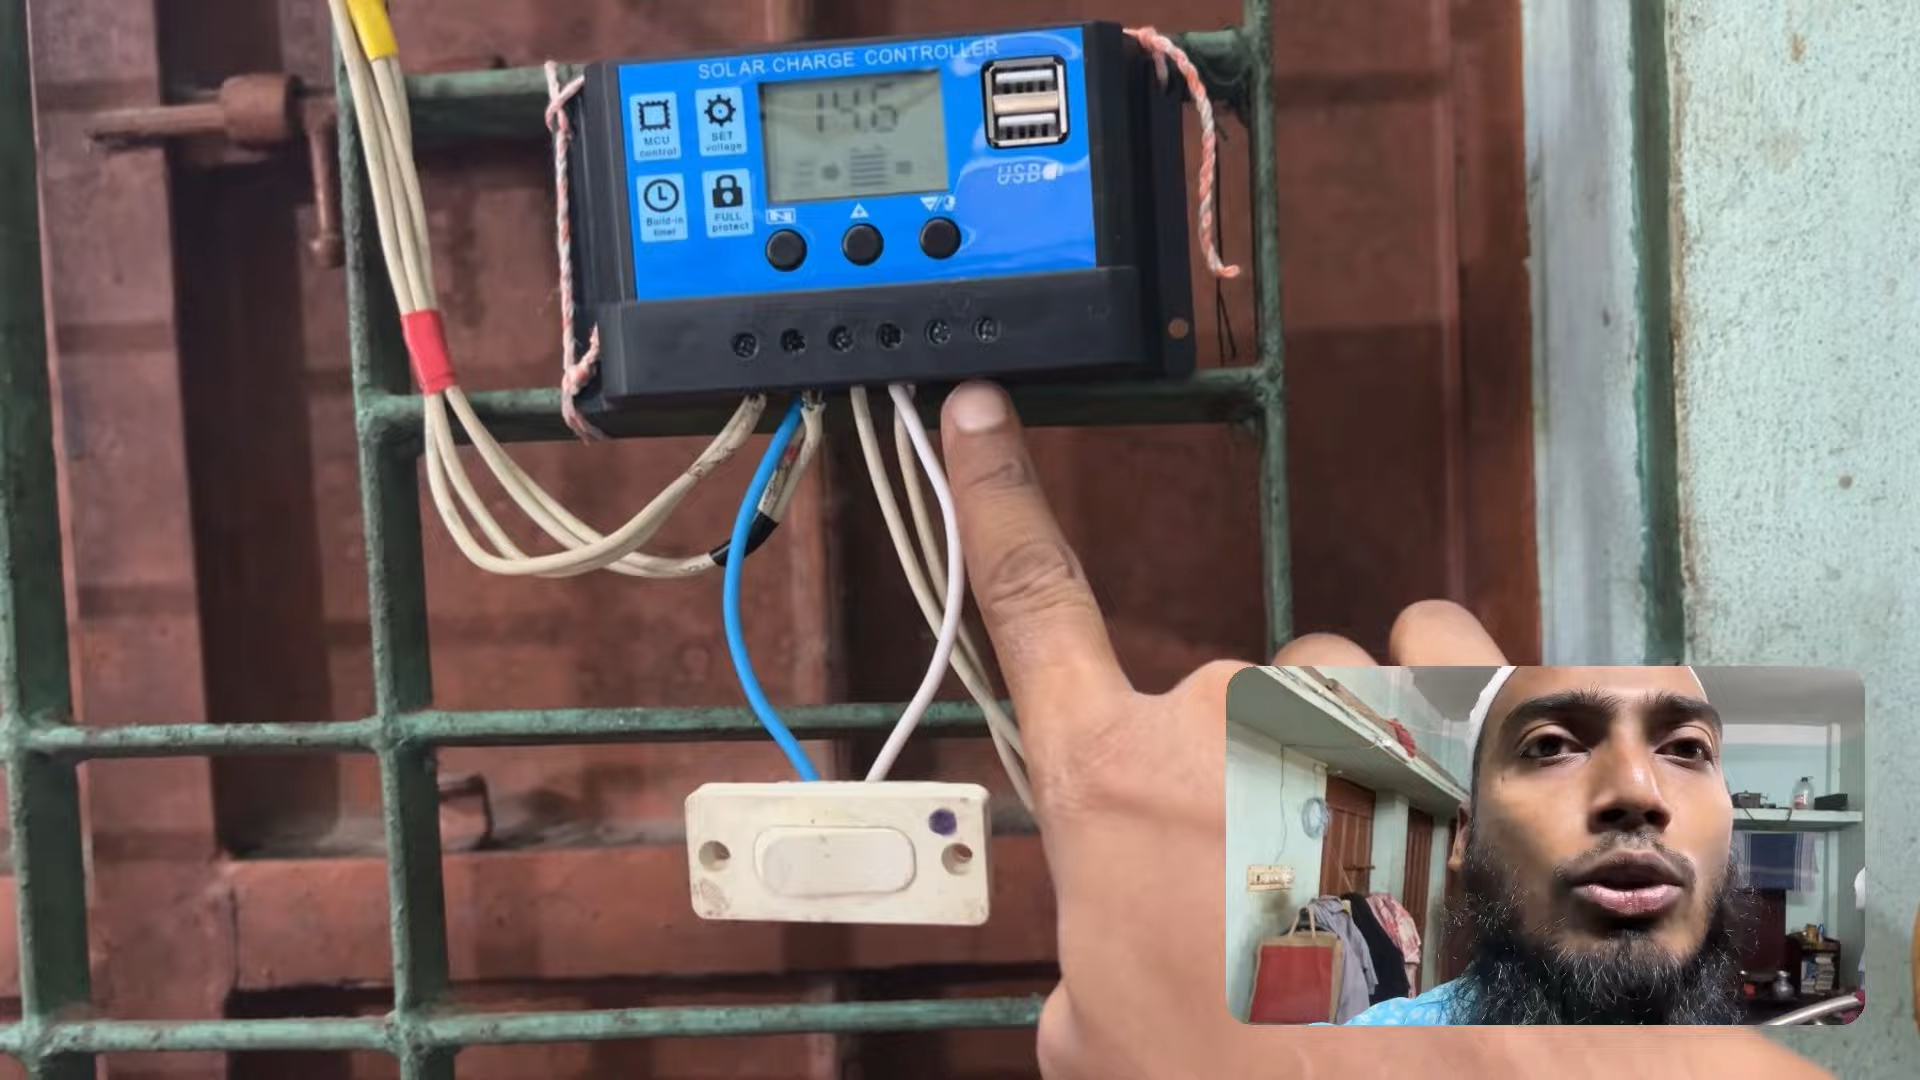 SOLAR CHARGE CONTROLLER
MCU
control
SET
voltage
14.6
USB
Build-in
timer
FULL
protect